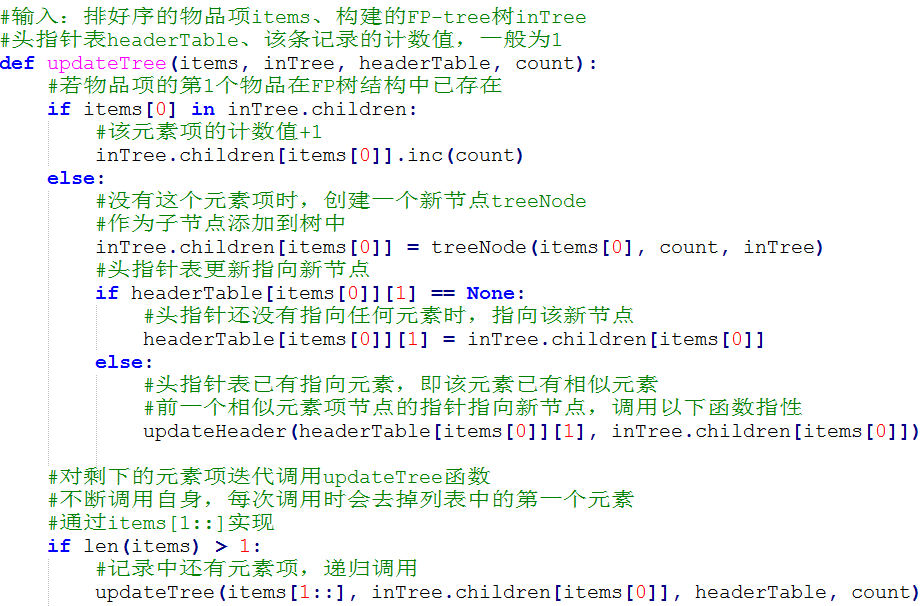 #输入：排好序的物品项items、构建的FP-tree树inTree
#头指针表headerTable、该条记录的计数值，一般为1
def updateTree(items, inTree, headerTable, count):
    #若物品项的第1个物品在FP树结构中已存在
    if items[0] in inTree.children:
        #该元素项的计数值+1
        inTree.children[items[0]].inc(count)
    else:
        #没有这个元素项时，创建一个新节点treeNode
        #作为子节点添加到树中
        inTree.children[items[0]] = treeNode(items[0], count, inTree)
        #头指针表更新指向新节点
        if headerTable[items[0]][1] == None:
            #头指针还没有指向任何元素时，指向该新节点
            headerTable[items[0]][1] = inTree.children[items[0]]
        else:
            #头指针表已有指向元素，即该元素已有相似元素
            #前一个相似元素项节点的指针指向新节点，调用以下函数指性
            updateHeader(headerTable[items[0]][1], inTree.children[items[0]])
    #对剩下的元素项迭代调用updateTree函数
    #不断调用自身，每次调用时会去掉列表中的第一个元素
    #通过items[1::]实现
    if len(items) > 1:
        #记录中还有元素项，递归调用
        updateTree(items[1::], inTree.children[items[0]], headerTable, count)